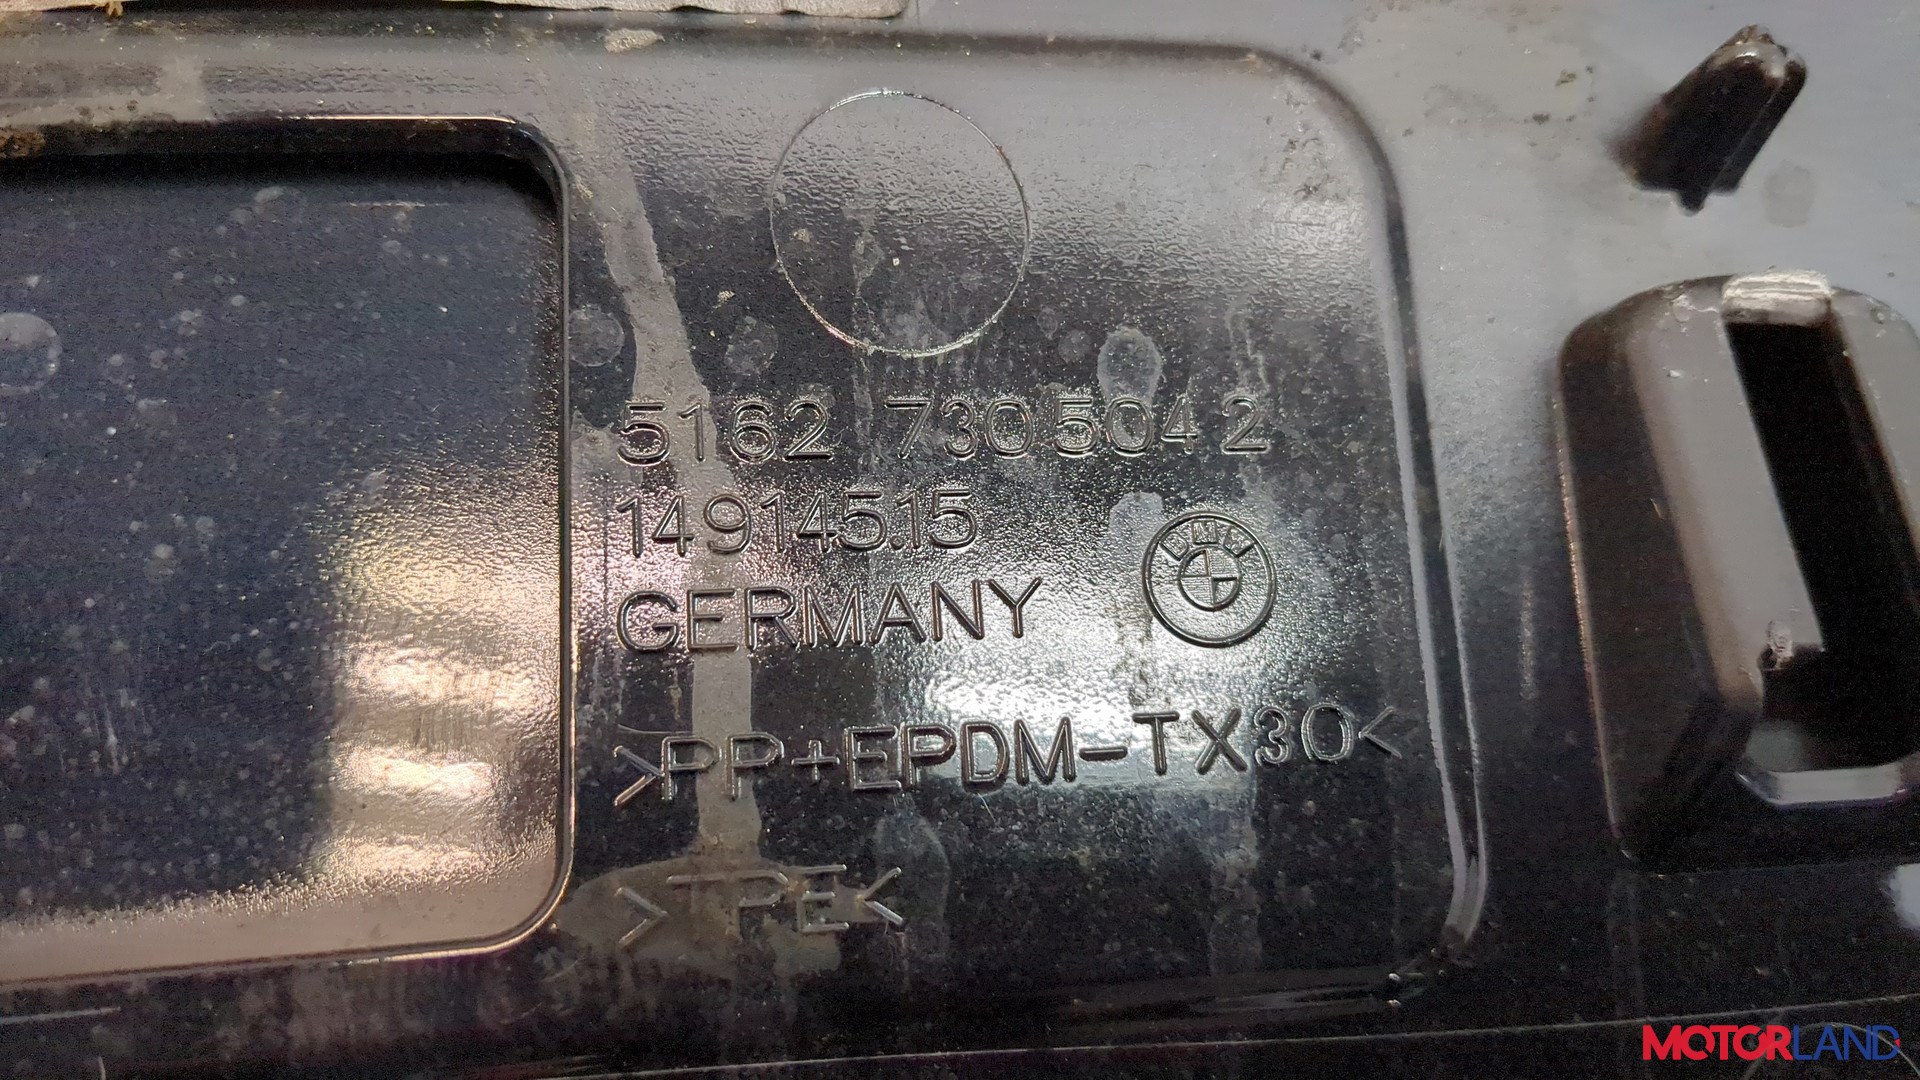 5162 7305042
149145.15
GERMANY
BMW
>PP+EPDM-TX30<
>TPE<
MOTORLAND